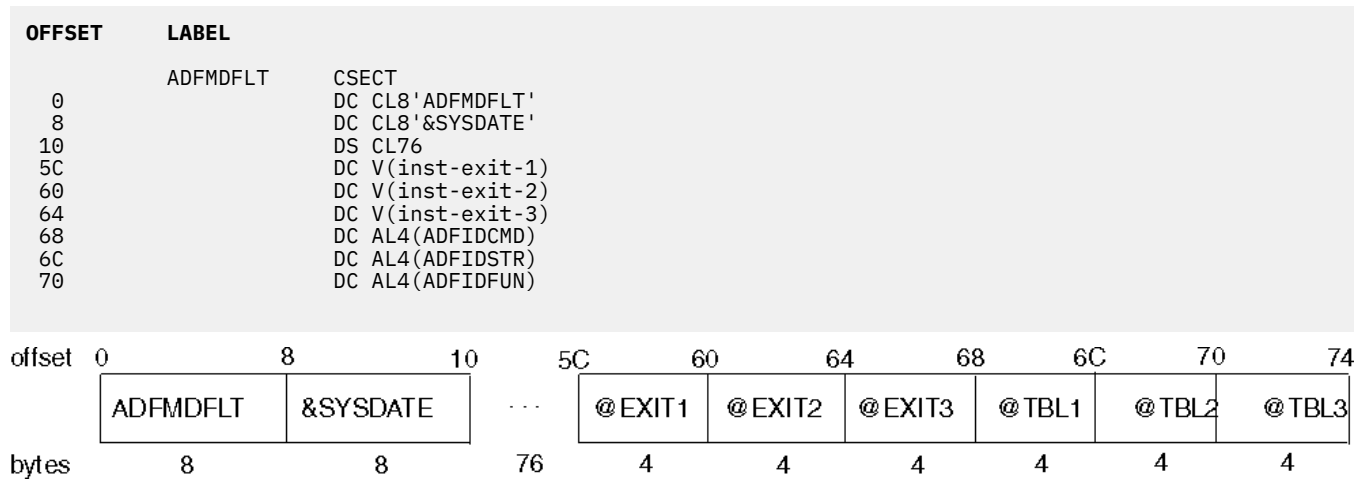 OFFSET LABEL
ADFMDFLT CSECT
0 DC CL8'ADFMDFLT'
8 DC CL8'&SYSDATE'
10 DS CL76
5C DC V(inst-exit-1)
60 DC V(inst-exit-2)
64 DC V(inst-exit-3)
68 DC AL4(ADFIDCMD)
6C DC AL4(ADFIDSTR)
70 DC AL4(ADFIDFUN)
offset 0 8 10 5C 60 64 68 6C 70 74
ADFMDFLT &SYSDATE ... @EXIT1 @EXIT2 @EXIT3 @TBL1 @TBL2 @TBL3
bytes 8 8 76 4 4 4 4 4 4